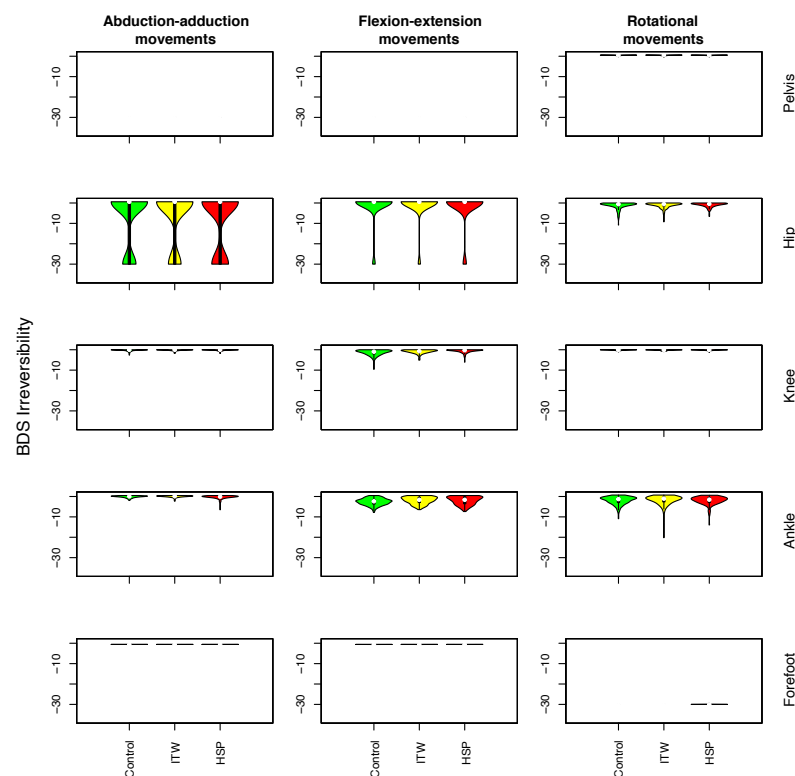 Abduction-adduction
movements
Flexion-extension
movements
Rotational
movements
-10
-30
-10
-30
-10
-30
Pelvis
-10
-30
-10
-30
-10
-30
Hip
BDS Irreversibility
-10
-30
-10
-30
-10
-30
Knee
-10
-30
-10
-30
-10
-30
Ankle
-10
-30
-10
-30
-10
-30
Forefoot
Control
ITW
HSP
Control
ITW
HSP
Control
ITW
HSP